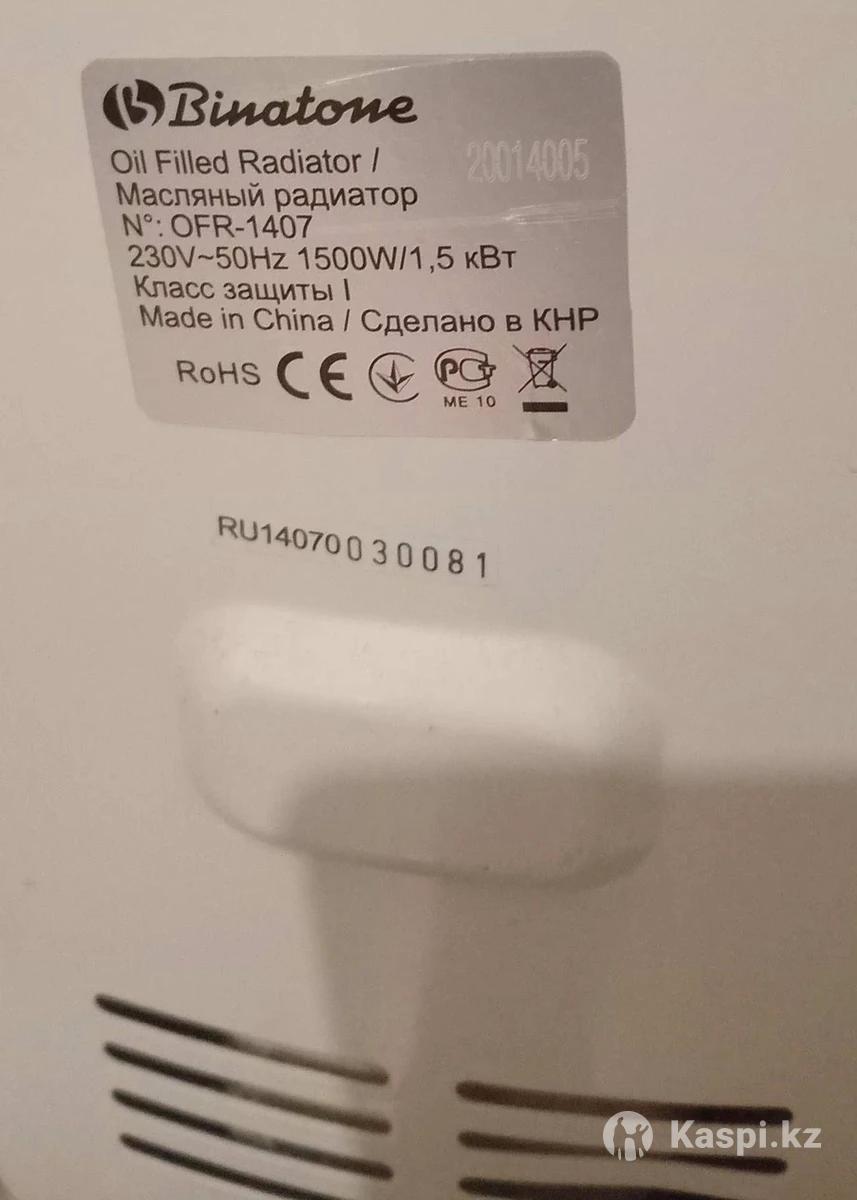 Binatone
Oil Filled Radiator /
20014005
Масляный радиатор
N°: OFR-1407
230V~50Hz 1500W/1,5 кВт
Класс защиты I
Made in China / Сделано в КНР
RoHS CE РСТ
ME 10
RU14070030081
Kaspi.kz